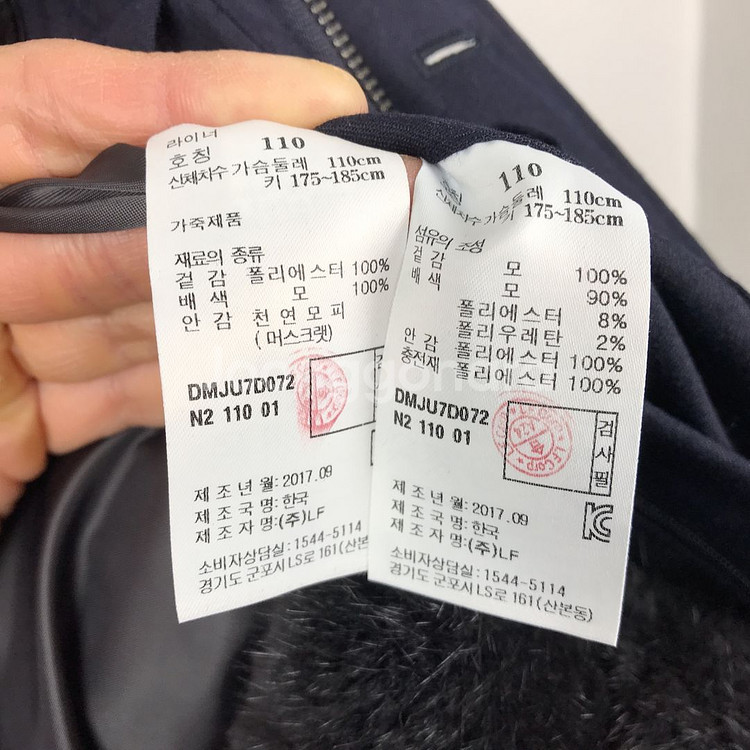 라이너
호칭 110
신체치수 가슴둘레 110cm
키 175~185cm
가죽제품
재료의 종류
겉감 폴리에스터 100%
배색 모 100%
안감 천연모피
(머스크랫)
DMJU7D072
N2 110 01
제조년월:2017.09
제조국명:한국
제조자명:(주)LF
소비자상담실:1544-5114
경기도 군포시 LS로 161(산본동)
호칭 110
신체치수 가슴둘레 110cm
키 175~185cm
섬유의 조성
겉감 모 100%
배색 모 90%
폴리에스터 8%
폴리우레탄 2%
안감 폴리에스터 100%
충전재 폴리에스터 100%
DMJU7D072
N2 110 01
LF Corp
검사필
제조년월:2017.09
제조국명:한국
제조자명:(주)LF
소비자상담실:1544-5114
경기도 군포시 LS로 161(산본동)